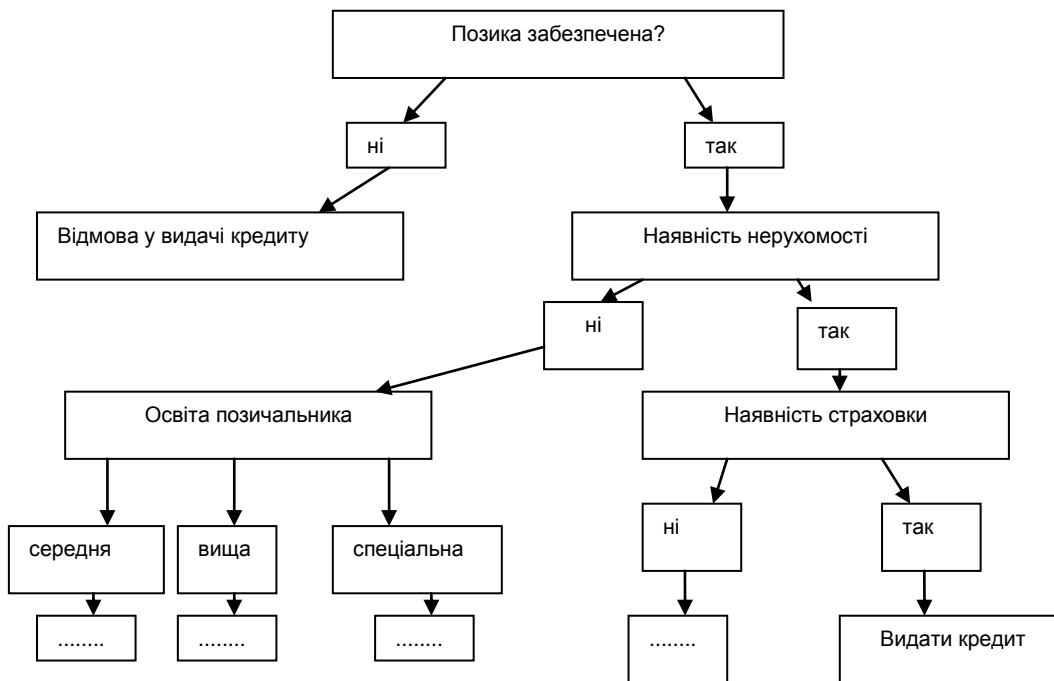 Позика забезпечена?
ні
так
Відмова у видачі кредиту
Наявність нерухомості
ні
так
Освіта позичальника
Наявність страховки
середня
вища
спеціальна
ні
так
........
........
........
........
Видати кредит